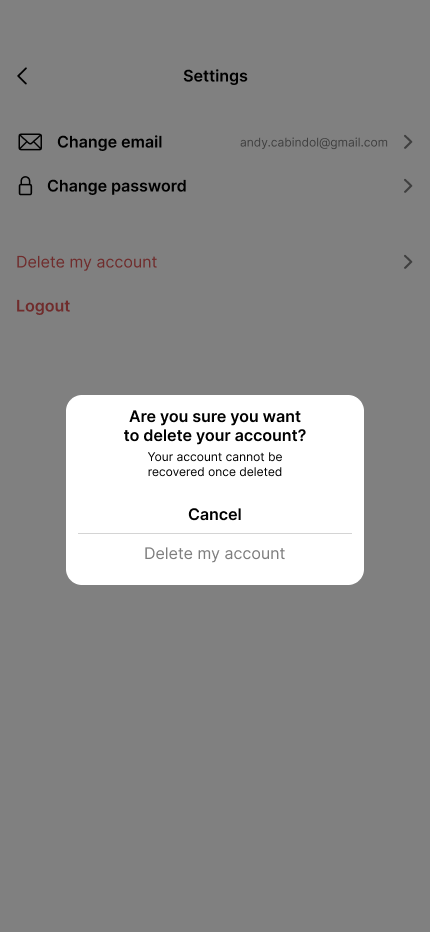 Settings
Change email andy.cabindol@gmail.com
Change password
Delete my account
Logout
Are you sure you want
to delete your account?
Your account cannot be
recovered once deleted
Cancel
Delete my account